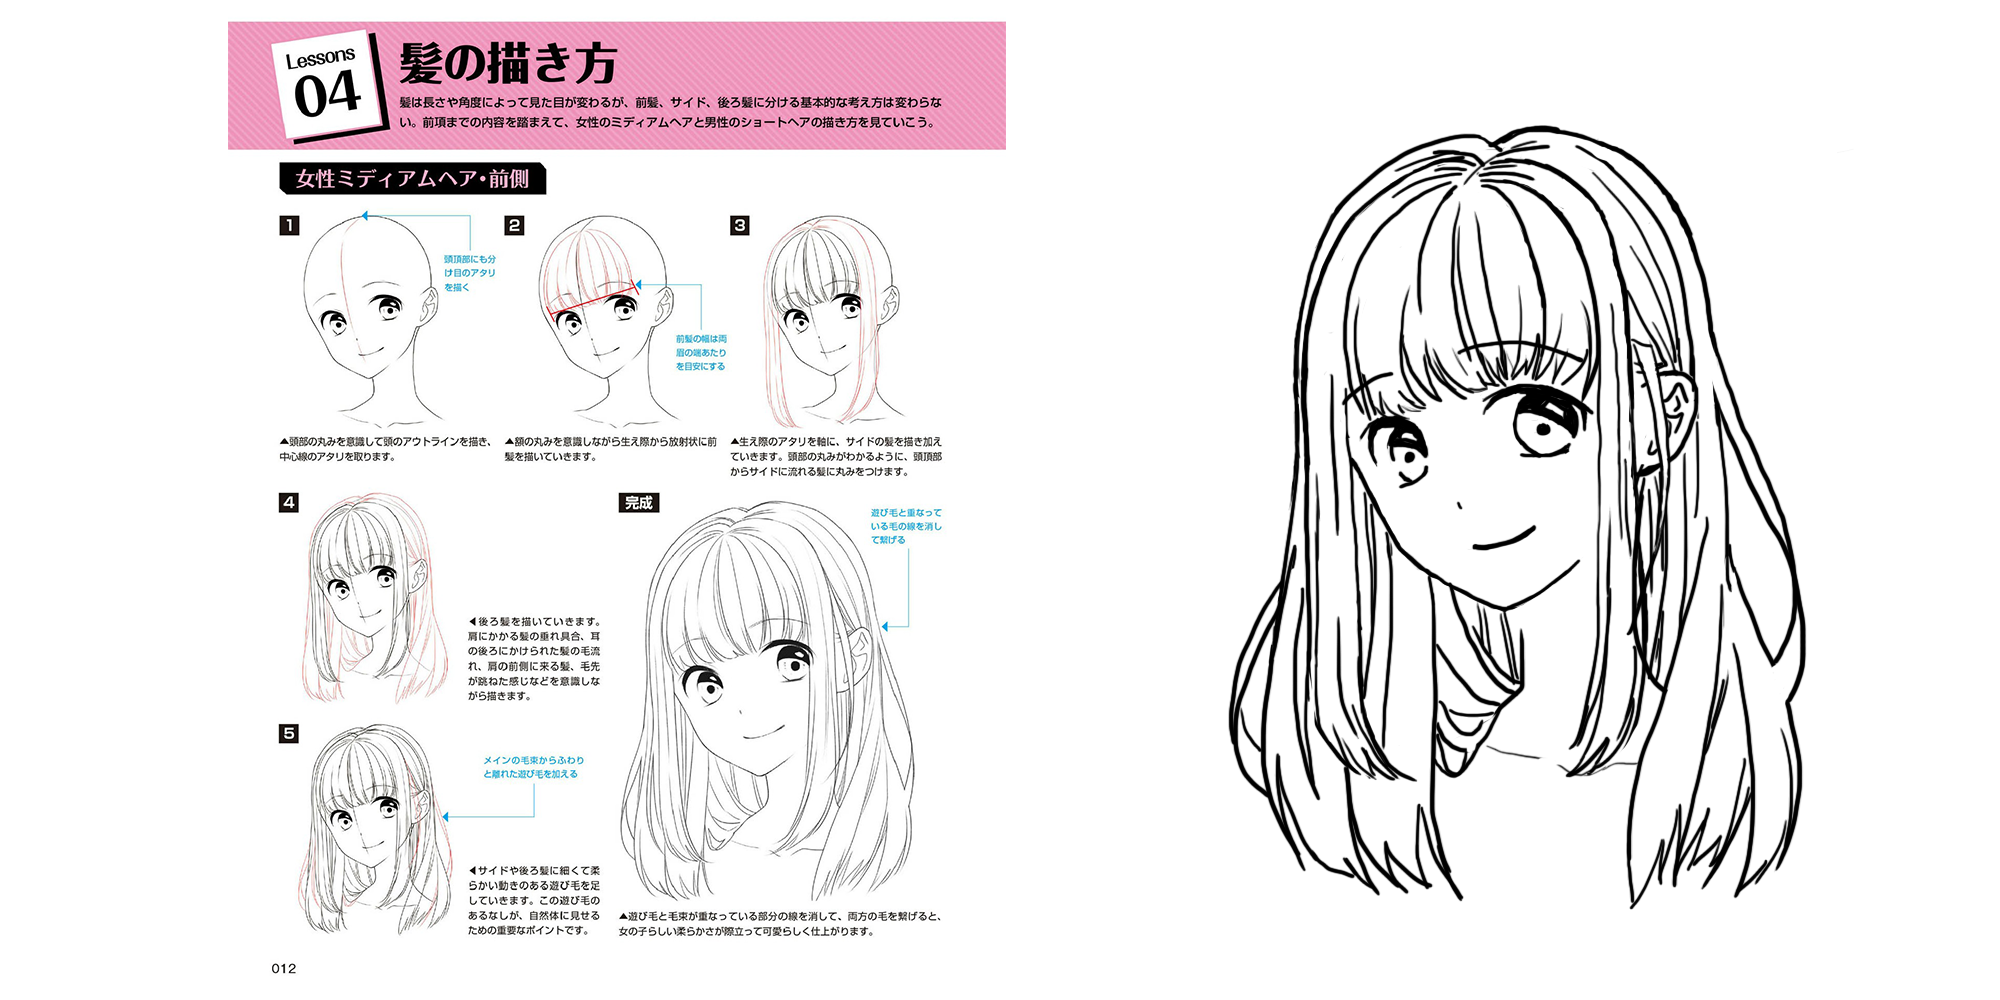 Lessons
04
髪の描き方
髪は長さや角度によって見た目が変わるが、前髪、サイド、後ろ髪に分ける基本的な考え方は変わらな
い。前項までの内容を踏まえて、女性のミディアムヘアと男性のショートヘアの描き方を見ていこう。
女性ミディアムヘア・前側
1
頭頂部にも分
け目のアタリ
を描く
▲頭部の丸みを意識して頭のアウトラインを描き、
中心線のアタリを取ります。
2
前髪の幅は両
眉の端あたり
を目安にする
▲額の丸みを意識しながら生え際から放射状に前
髪を描いていきます。
3
▲生え際のアタリを軸に、サイドの髪を描き加え
ていきます。頭部の丸みがわかるように、頭頂部
からサイドに流れる髪に丸みをつけます。
4
◀後ろ髪を描いていきます。
肩にかかる髪の垂れ具合、耳
の後ろにかけられた髪の毛流
れ、肩の前側に来る髪、毛先
が跳ねた感じなどを意識しな
がら描きます。
5
メインの毛束からふわり
と離れた遊び毛を加える
◀サイドや後ろ髪に細くて柔
らかい動きのある遊び毛を足
していきます。この遊び毛の
あるなしが、自然体に見せる
ための重要なポイントです。
完成
遊び毛と重なって
いる毛の線を消し
て繋げる
▲遊び毛と毛束が重なっている部分の線を消して、両方の毛を繋げると、
女の子らしい柔らかさが際立って可愛らしく仕上がります。
012